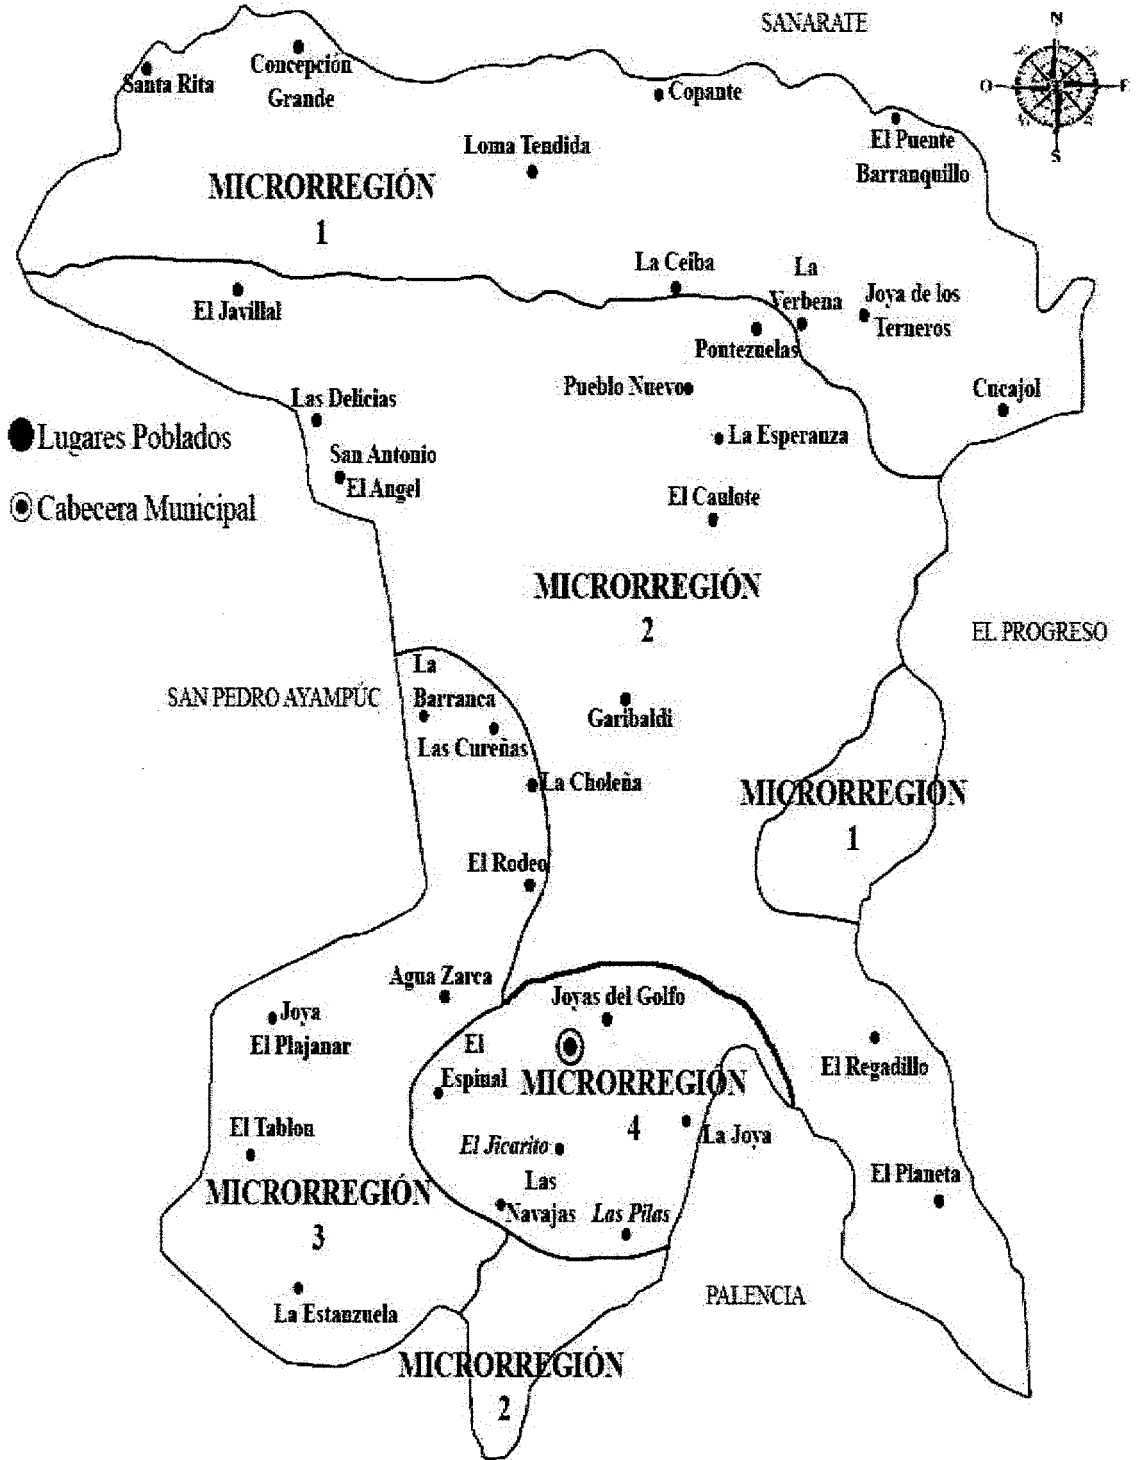 SANARATE
N
O
E
S
Santa Rita
Concepción
Grande
Copante
El Puente
Barranquillo
Loma Tendida
MICRORREGIÓN
1
La Ceiba
La
Verbena
Joya de los
Terneros
El Javillal
Pontezuelas
Pueblo Nuevo
Cucajol
Las Delicias
Lugares Poblados
La Esperanza
San Antonio
El Angel
El Caulote
Cabecera Municipal
MICRORREGIÓN
2
EL PROGRESO
La
Barranca
SAN PEDRO AYAMPÚC
Garibaldi
Las Cureñas
La Choleña
MICRORREGIÓN
1
El Rodeo
Agua Zarca
Joyas del Golfo
Joya
El Plajanar
El
Espinal
El Regadillo
MICRORREGIÓN
4
El Tablon
La Joya
El Jicarito
El Planeta
MICRORREGIÓN
3
Las
Navajas
Las Pilas
PALENCIA
La Estanzuela
MICRORREGIÓN
2